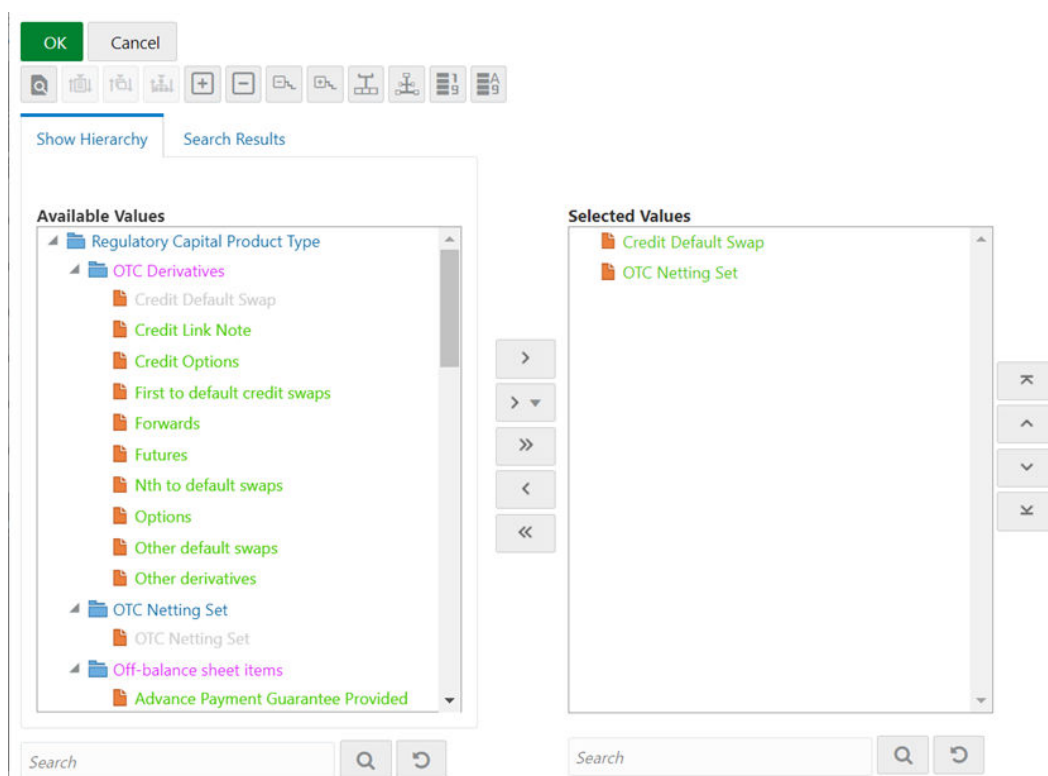 OK Cancel
Show Hierarchy Search Results
Available Values
Regulatory Capital Product Type
OTC Derivatives
Credit Default Swap
Credit Link Note
Credit Options
First to default credit swaps
Forwards
Futures
Nth to default swaps
Options
Other default swaps
Other derivatives
OTC Netting Set
OTC Netting Set
Off-balance sheet items
Advance Payment Guarantee Provided
Search
Selected Values
Credit Default Swap
OTC Netting Set
Search